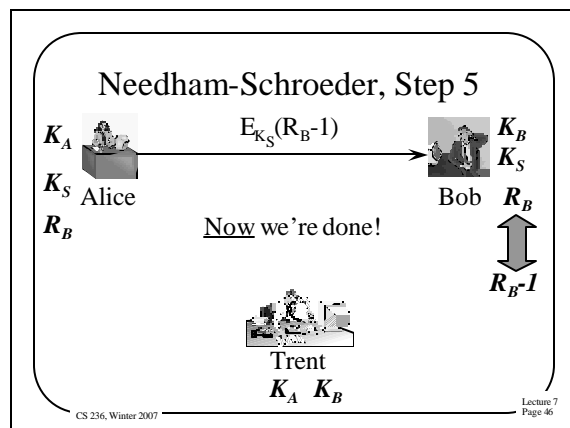 Needham-Schroeder, Step 5
K_A
E_{K_S}(R_B-1)
K_B
K_S
K_S
Alice
Bob
R_B
R_B
Now we're done!
R_B-1
Trent
K_A K_B
CS 236, Winter 2007
Lecture 7
Page 46